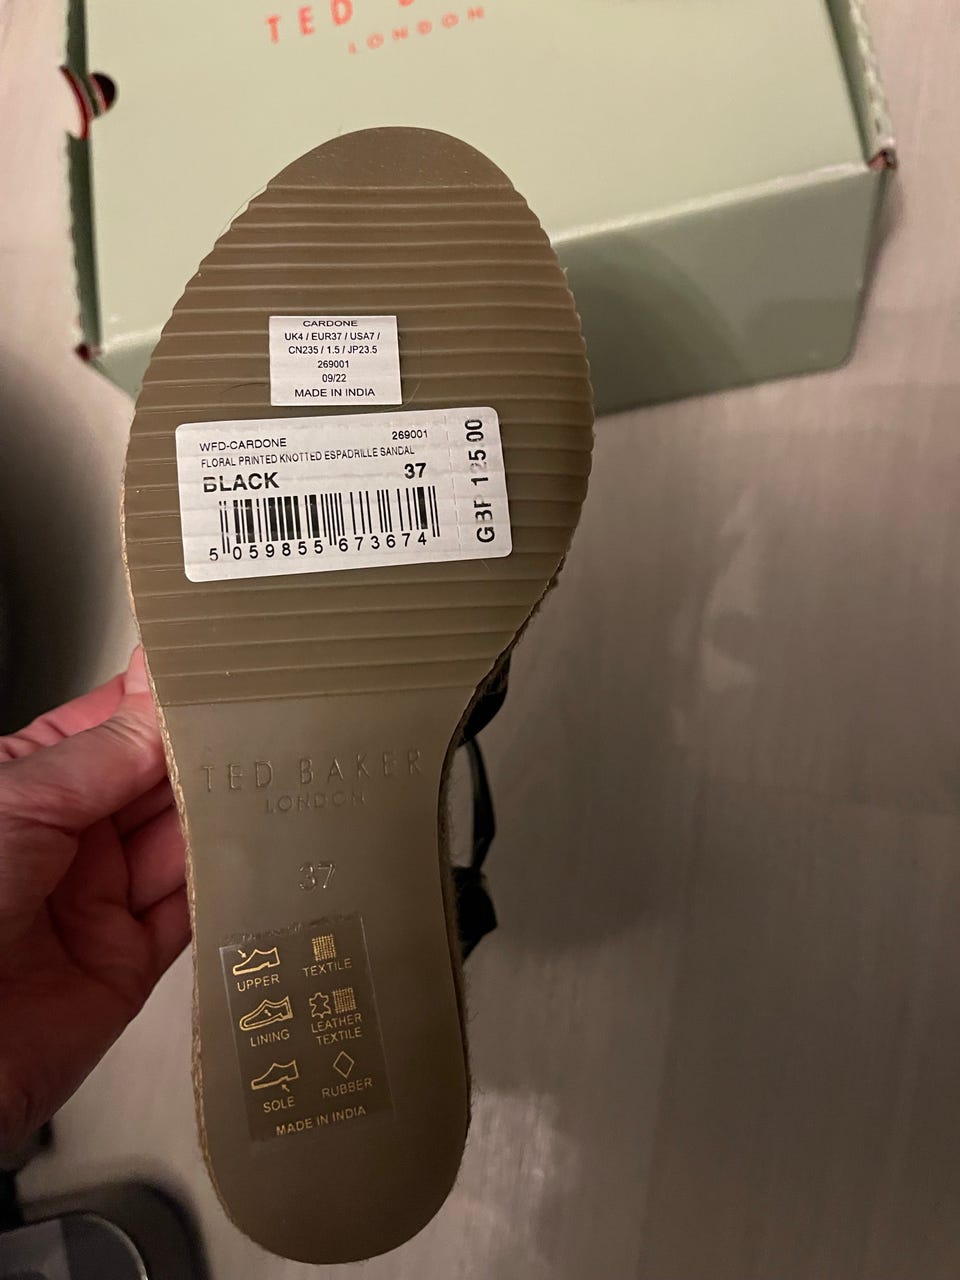 TED
LONDON
CARDONE
UK4 / EUR37 / USA7 /
CN235 / 1.5 / JP23.5
269001
09/22
MADE IN INDIA
WFD-CARDONE 269001
FLORAL PRINTED KNOTTED ESPADRILLE SANDAL
BLACK 37
5 059855 673674
GBP 125.00
TED BAKER
LONDON
37
UPPER TEXTILE
LINING LEATHER
TEXTILE
SOLE RUBBER
MADE IN INDIA